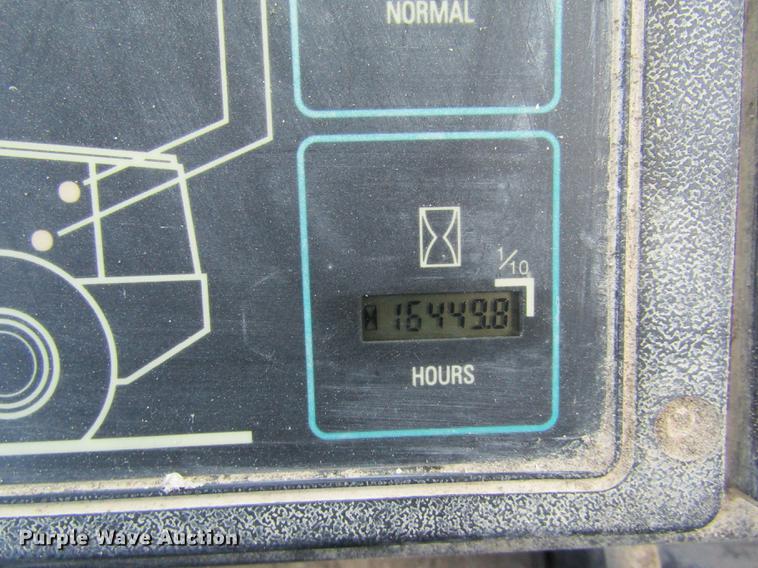 NORMAL
1/10
16449.8
HOURS
Purple Wave Auction